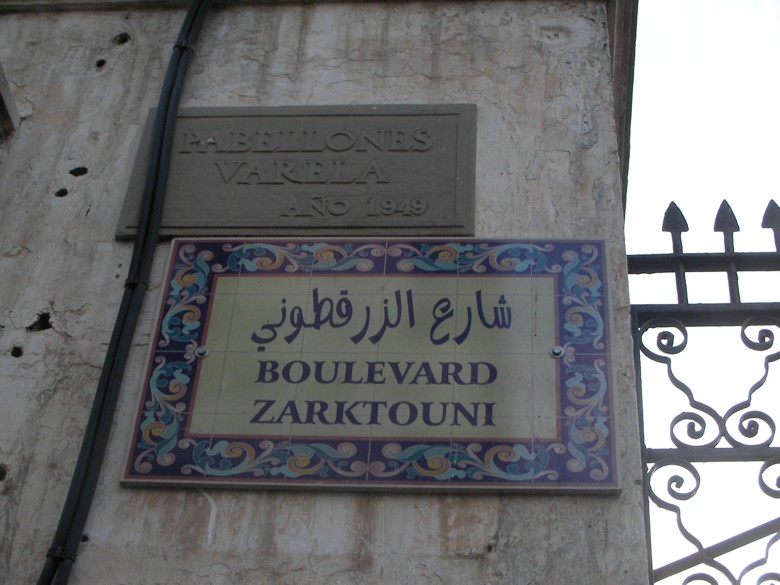 PABELLONES
VARELA
AÑO 1949
شارع الزرقطوني
BOULEVARD
ZARKTOUNI